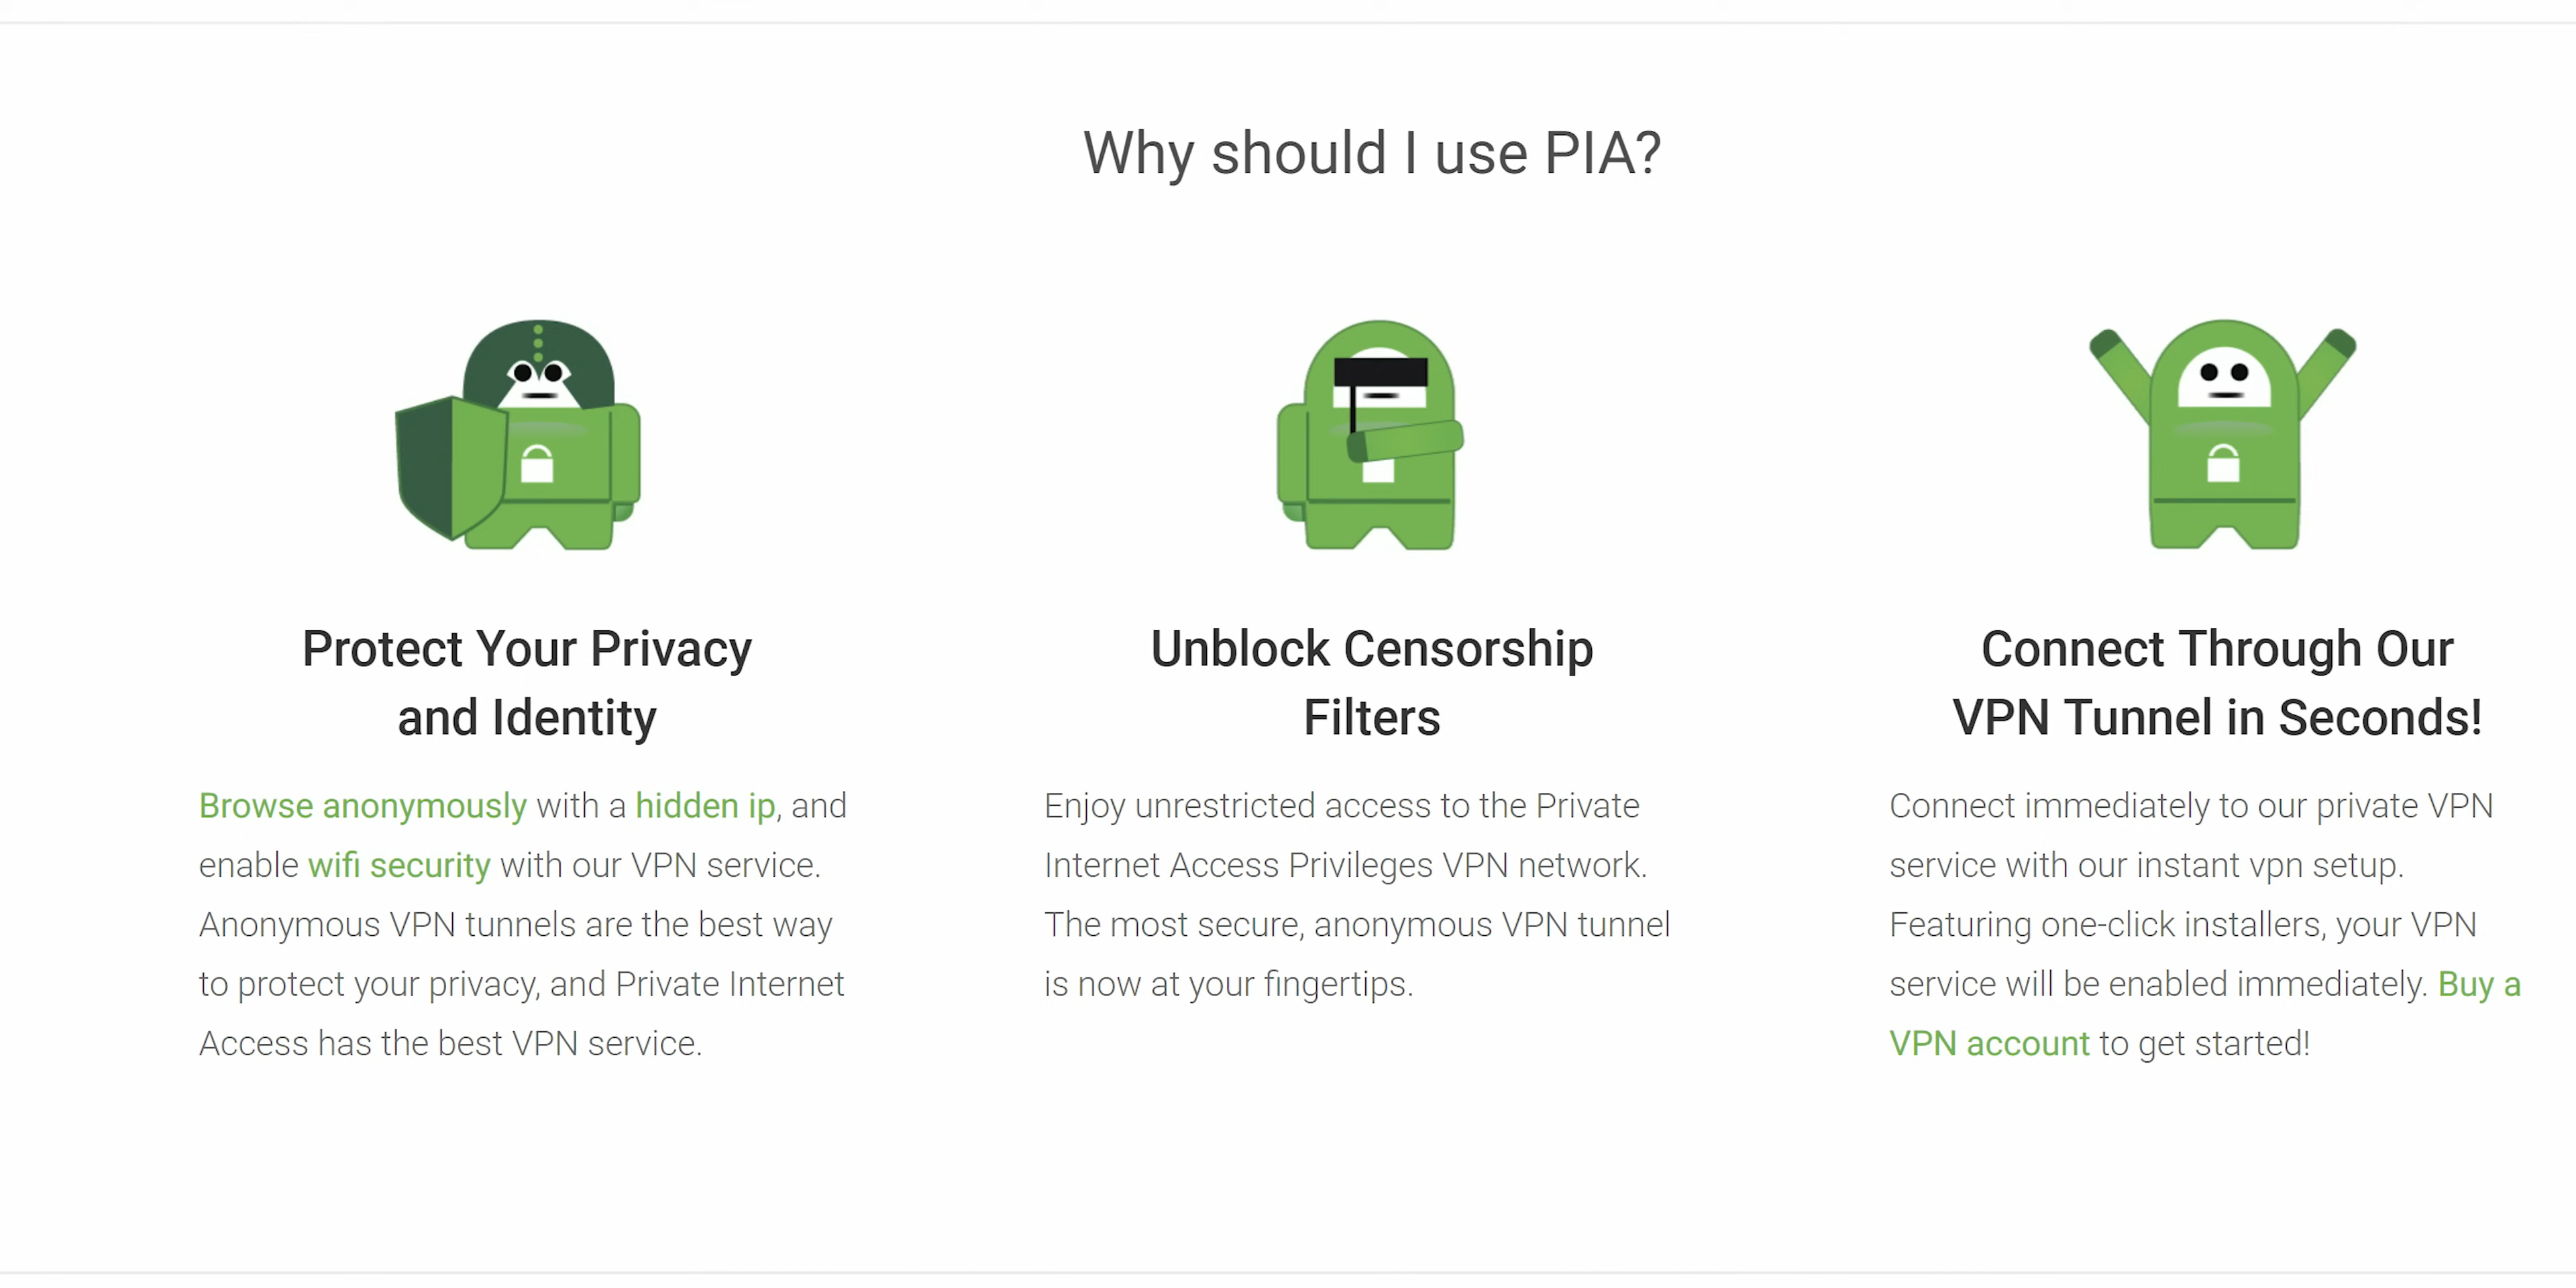 Why should I use PIA?
Protect Your Privacy
and Identity
Browse anonymously with a hidden ip, and
enable wifi security with our VPN service.
Anonymous VPN tunnels are the best way
to protect your privacy, and Private Internet
Access has the best VPN service.
Unblock Censorship
Filters
Enjoy unrestricted access to the Private
Internet Access Privileges VPN network.
The most secure, anonymous VPN tunnel
is now at your fingertips.
Connect Through Our
VPN Tunnel in Seconds!
Connect immediately to our private VPN
service with our instant vpn setup.
Featuring one-click installers, your VPN
service will be enabled immediately. Buy a
VPN account to get started!